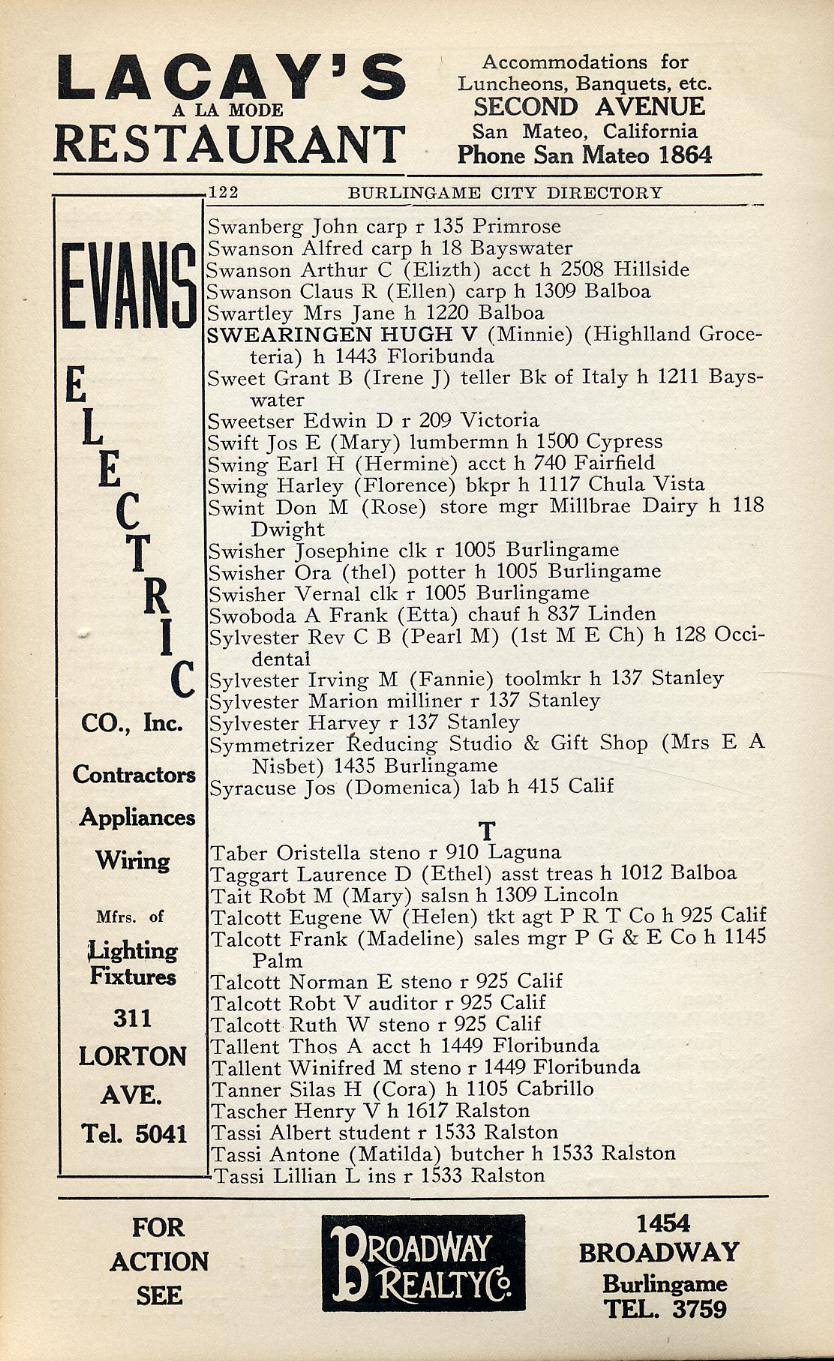 LACAY'S
A LA MODE
RESTAURANT
Accommodations for
Luncheons, Banquets, etc.
SECOND AVENUE
San Mateo, California
Phone San Mateo 1864
122 BURLINGAME CITY DIRECTORY
EVANS
ELECTRIC
CO., Inc.
Contractors
Appliances
Wiring
Mfrs. of
Lighting
Fixtures
311
LORTON
AVE.
Tel. 5041
Swanberg John carp r 135 Primrose
Swanson Alfred carp h 18 Bayswater
Swanson Arthur C (Elizth) acct h 2508 Hillside
Swanson Claus R (Ellen) carp h 1309 Balboa
Swartley Mrs Jane h 1220 Balboa
SWEARINGEN HUGH V (Minnie) (Highlland Groce-
teria) h 1443 Floribunda
Sweet Grant B (Irene J) teller Bk of Italy h 1211 Bays-
water
Sweetser Edwin D r 209 Victoria
Swift Jos E (Mary) lumbermn h 1500 Cypress
Swing Earl H (Hermine) acct h 740 Fairfield
Swing Harley (Florence) bkpr h 1117 Chula Vista
Swint Don M (Rose) store mgr Millbrae Dairy h 118
Dwight
Swisher Josephine clk r 1005 Burlingame
Swisher Ora (thel) potter h 1005 Burlingame
Swisher Vernal clk r 1005 Burlingame
Swoboda A Frank (Etta) chauf h 837 Linden
Sylvester Rev C B (Pearl M) (1st M E Ch) h 128 Occi-
dental
Sylvester Irving M (Fannie) toolmkr h 137 Stanley
Sylvester Marion milliner r 137 Stanley
Sylvester Harvey r 137 Stanley
Symmetrizer Reducing Studio & Gift Shop (Mrs E A
Nisbet) 1435 Burlingame
Syracuse Jos (Domenica) lab h 415 Calif
T
Taber Oristella steno r 910 Laguna
Taggart Laurence D (Ethel) asst treas h 1012 Balboa
Tait Robt M (Mary) salsn h 1309 Lincoln
Talcott Eugene W (Helen) tkt agt P R T Co h 925 Calif
Talcott Frank (Madeline) sales mgr P G & E Co h 1145
Palm
Talcott Norman E steno r 925 Calif
Talcott Robt V auditor r 925 Calif
Talcott Ruth W steno r 925 Calif
Tallent Thos A acct h 1449 Floribunda
Tallent Winifred M steno r 1449 Floribunda
Tanner Silas H (Cora) h 1105 Cabrillo
Tascher Henry V h 1617 Ralston
Tassi Albert student r 1533 Ralston
Tassi Antone (Matilda) butcher h 1533 Ralston
Tassi Lillian L ins r 1533 Ralston
FOR
ACTION
SEE
BROADWAY
REALTY Co.
1454
BROADWAY
Burlingame
TEL. 3759